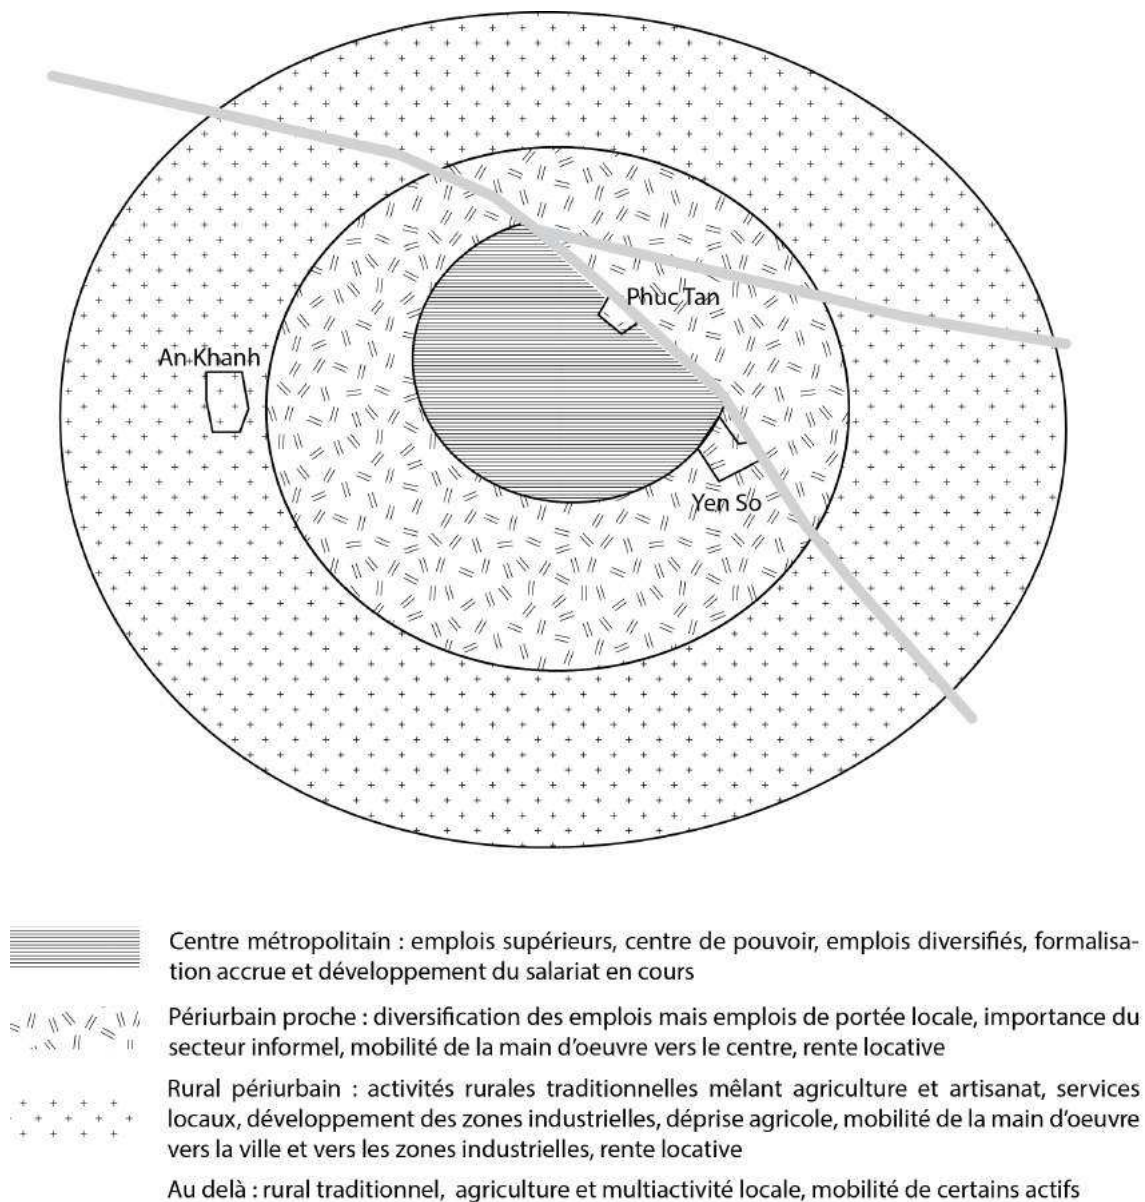 Phuc Tan
An Khanh
Yen So
Centre métropolitain : emplois supérieurs, centre de pouvoir, emplois diversifiés, formalisa-
tion accrue et développement du salariat en cours
Périurbain proche : diversification des emplois mais emplois de portée locale, importance du
secteur informel, mobilité de la main d'oeuvre vers le centre, rente locative
Rural périurbain : activités rurales traditionnelles mêlant agriculture et artisanat, services
locaux, développement des zones industrielles, déprise agricole, mobilité de la main d'oeuvre
vers la ville et vers les zones industrielles, rente locative
Au delà : rural traditionnel, agriculture et multiactivité locale, mobilité de certains actifs